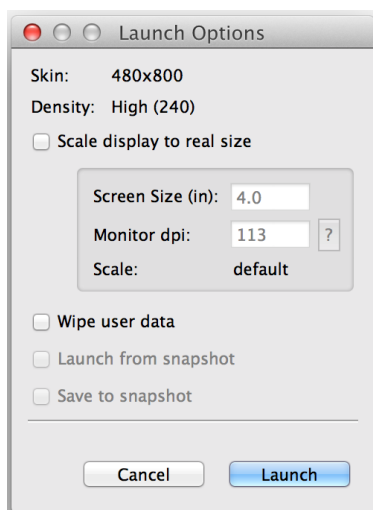 Launch Options
Skin: 480x800
Density: High (240)
Scale display to real size
Screen Size (in): 4.0
Monitor dpi: 113 ?
Scale: default
Wipe user data
Launch from snapshot
Save to snapshot
Cancel Launch